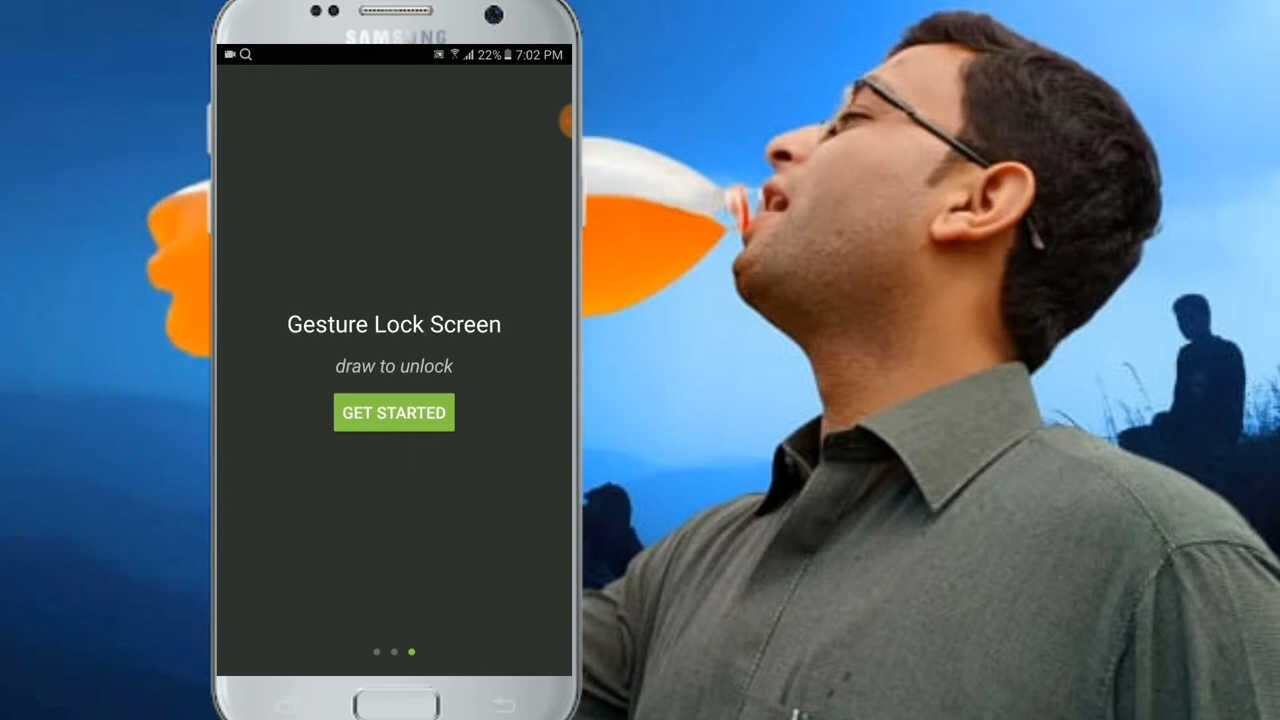 SAMSUNG
22% 7:02 PM
Gesture Lock Screen
draw to unlock
GET STARTED